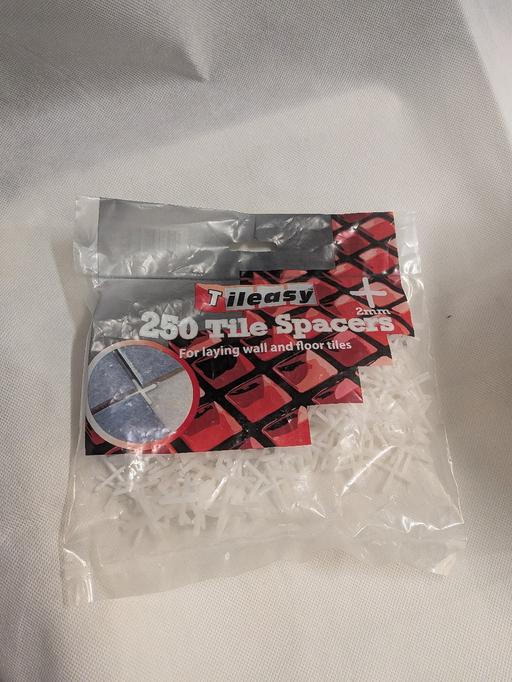 Tileasy
2mm
250 Tile Spacers
For laying wall and floor tiles